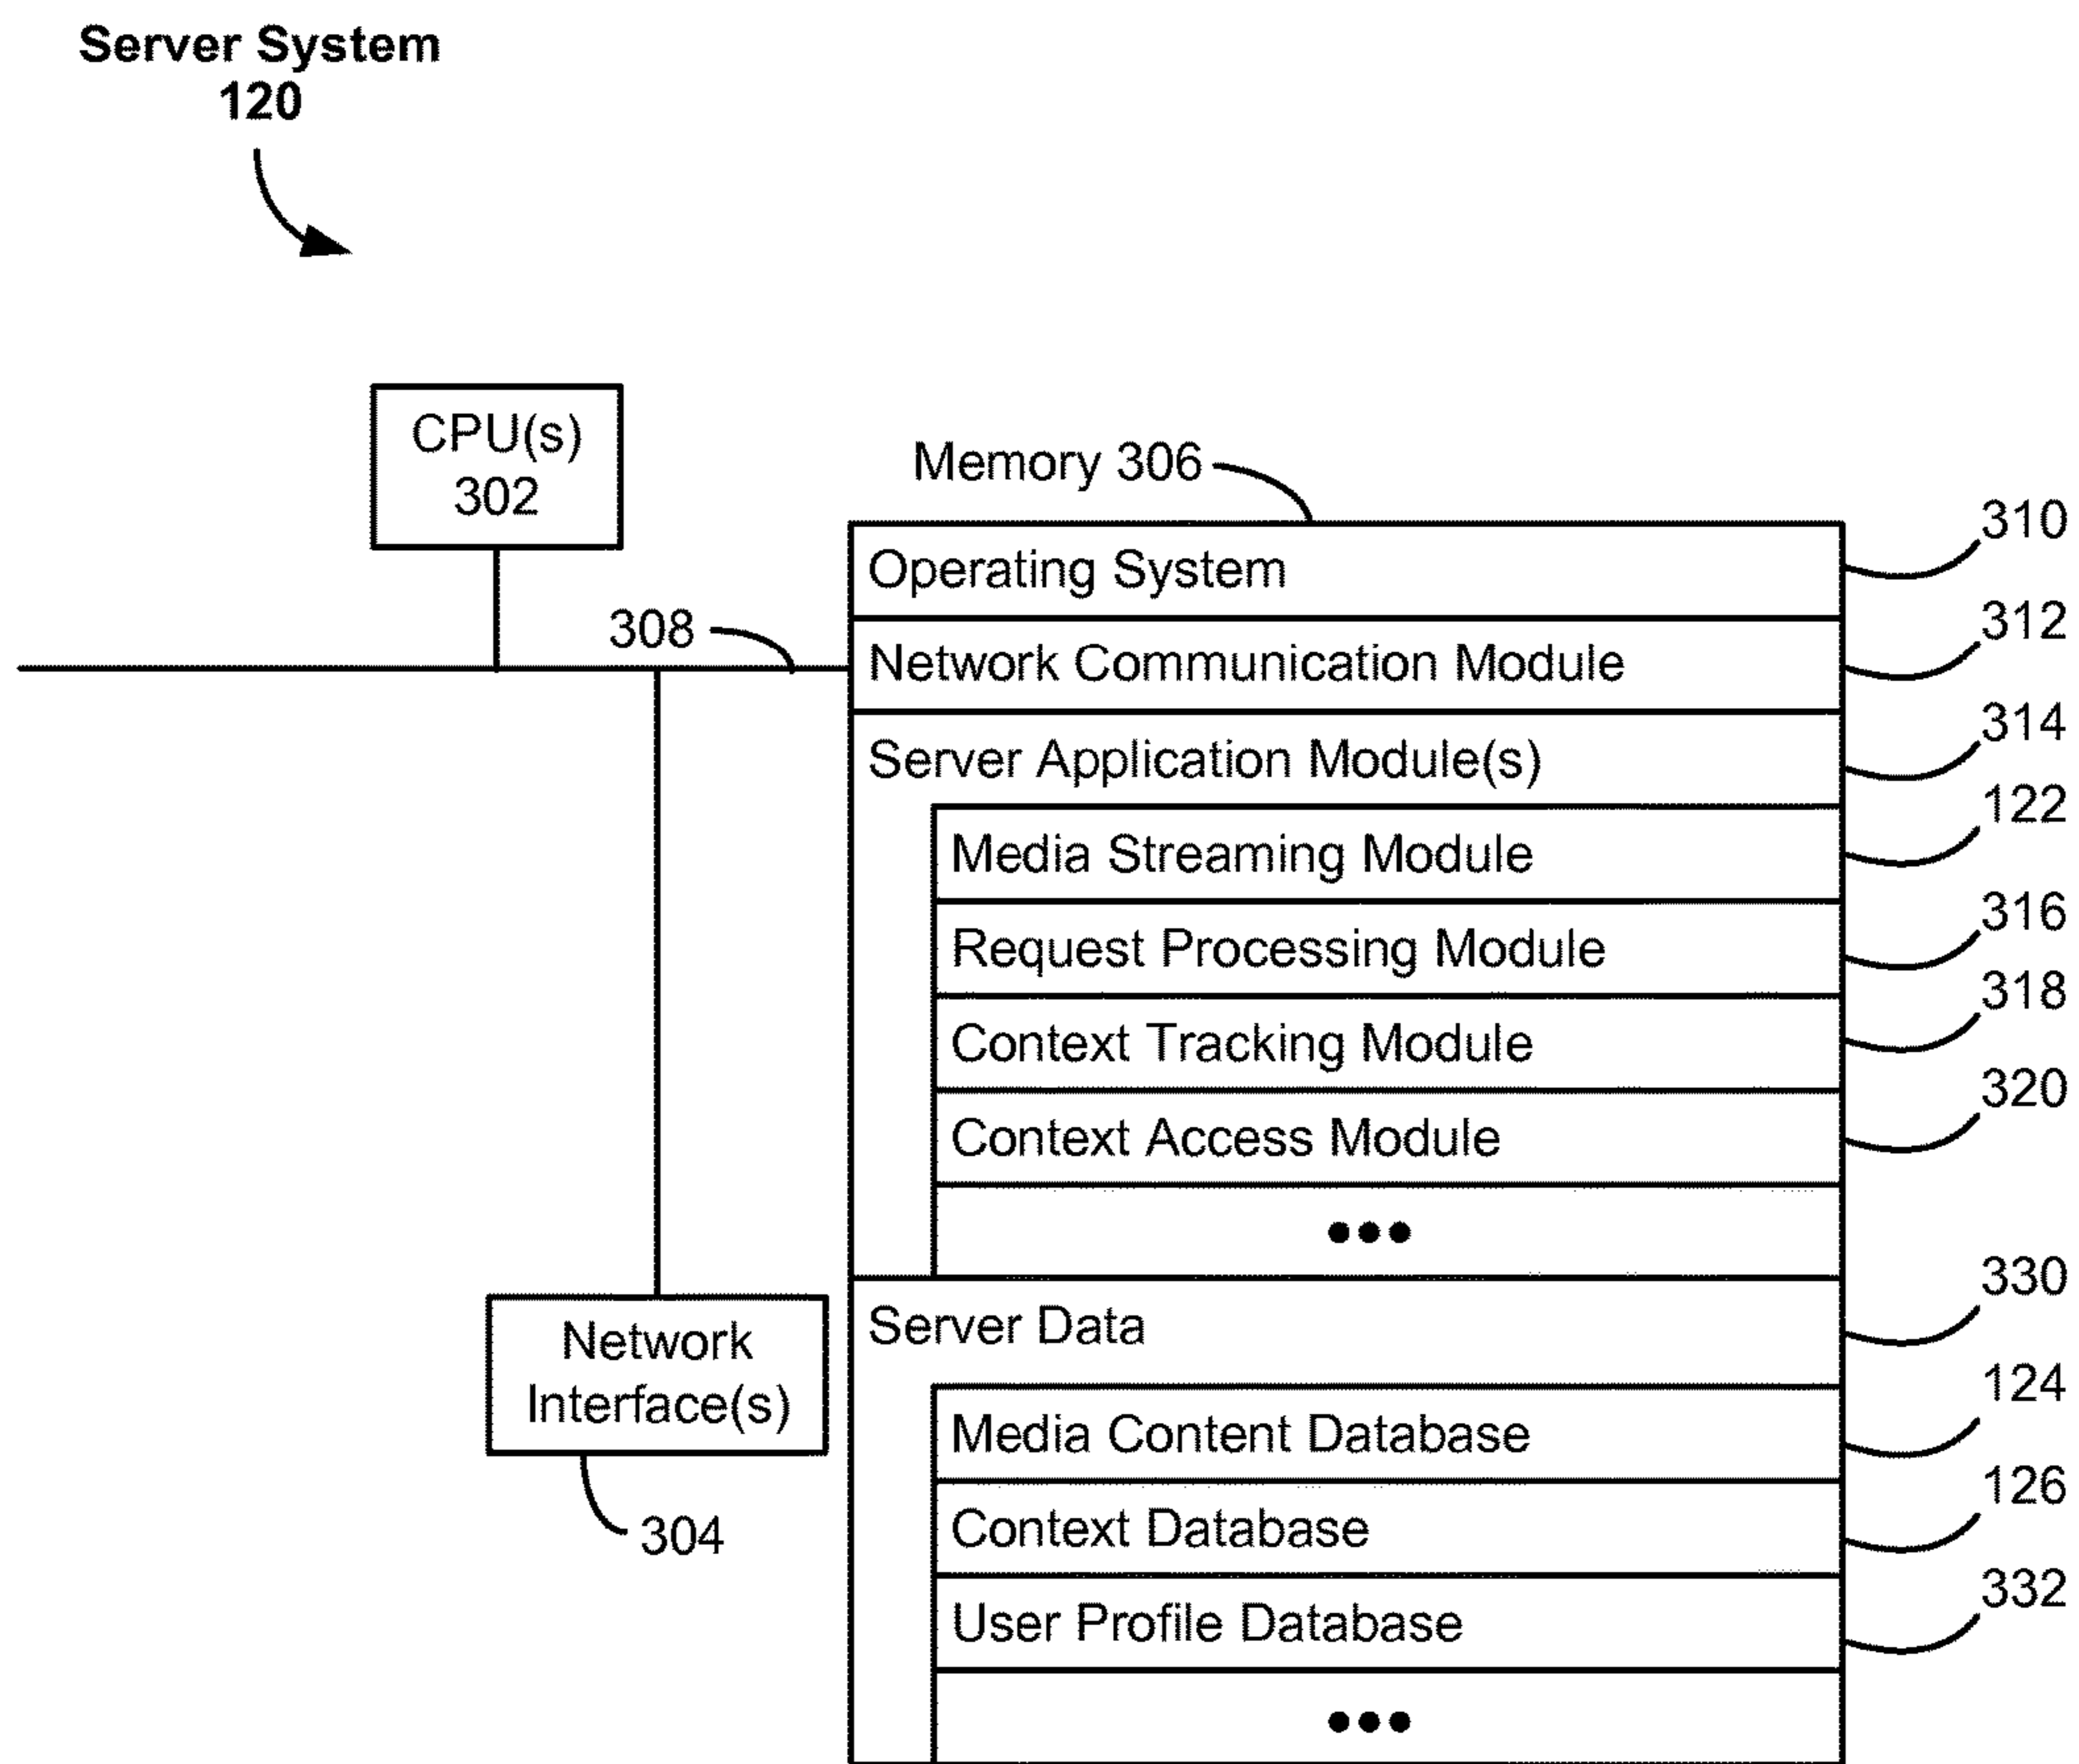 Server System
120
CPU(s)
302
Memory 306
308
Operating System
310
Network Communication Module
312
Server Application Module(s)
314
Media Streaming Module
122
Request Processing Module
316
Context Tracking Module
318
Context Access Module
320
•••
Server Data
330
Network
Interface(s)
304
Media Content Database
124
Context Database
126
User Profile Database
332
•••